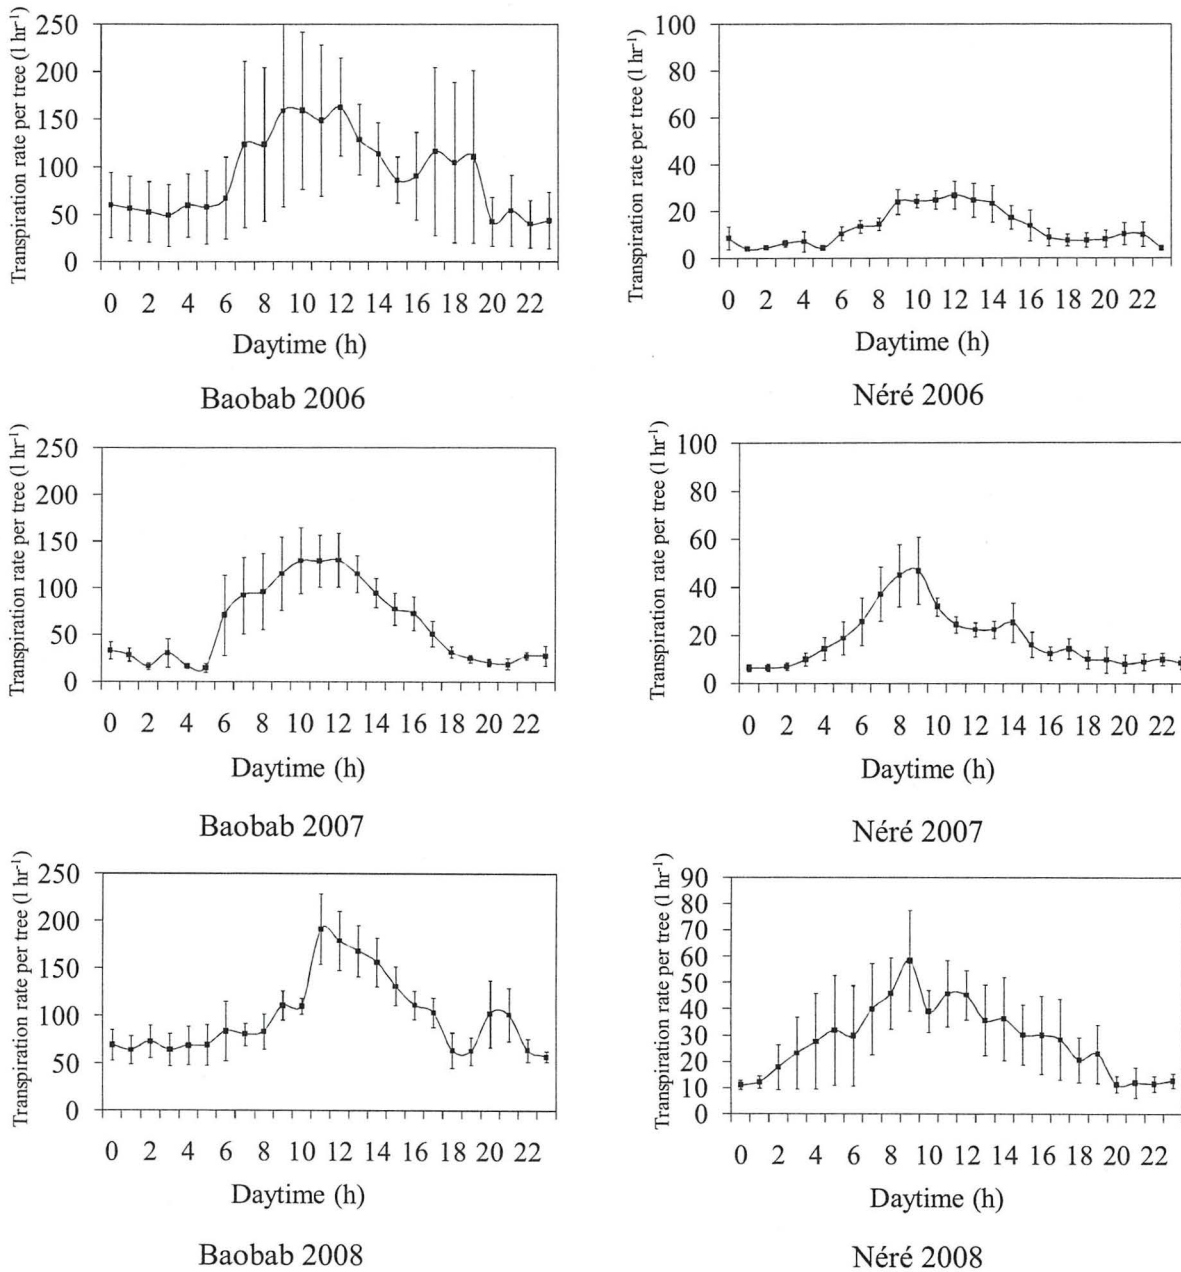 Transpiration rate per tree (l hr⁻¹)
250
200
150
100
50
0
0 2 4 6 8 10 12 14 16 18 20 22
Daytime (h)
Baobab 2006
Transpiration rate per tree (l hr⁻¹)
100
80
60
40
20
0
0 2 4 6 8 10 12 14 16 18 20 22
Daytime (h)
Néré 2006
Transpiration rate per tree (l hr⁻¹)
250
200
150
100
50
0
0 2 4 6 8 10 12 14 16 18 20 22
Daytime (h)
Baobab 2007
Transpiration rate per tree (l hr⁻¹)
100
80
60
40
20
0
0 2 4 6 8 10 12 14 16 18 20 22
Daytime (h)
Néré 2007
Transpiration rate per tree (l hr⁻¹)
250
200
150
100
50
0
0 2 4 6 8 10 12 14 16 18 20 22
Daytime (h)
Baobab 2008
Transpiration rate per tree (l hr⁻¹)
90
80
70
60
50
40
30
20
10
0
0 2 4 6 8 10 12 14 16 18 20 22
Daytime (h)
Néré 2008